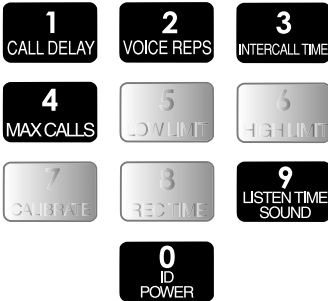 1 2 3
CALL DELAY VOICE REPS INTERCALL TIME
4 5 6
MAX CALLS LOW LIMIT HIGH LIMIT
7 8 9
CALIBRATE REC TIME LISTEN TIME
SOUND
0
ID
POWER